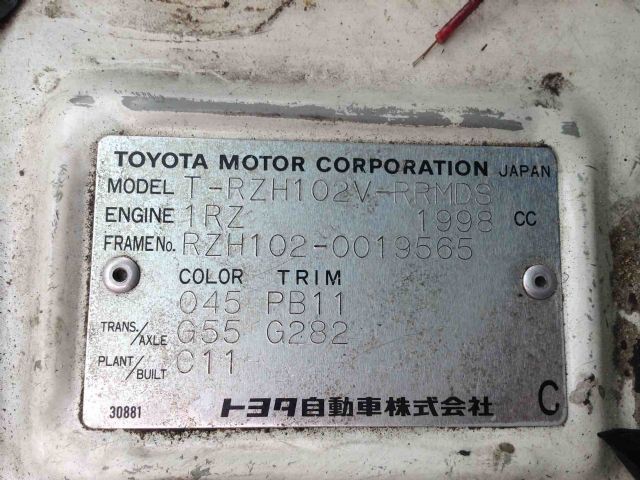 TOYOTA MOTOR CORPORATION JAPAN
MODEL T-RZH102V-RRMDS
ENGINE 1RZ 1998 CC
FRAME No. RZH102-0019565
COLOR TRIM
045 PB11
TRANS./AXLE G55 G282
PLANT/BUILT C11
30881 トヨタ自動車株式会社 C